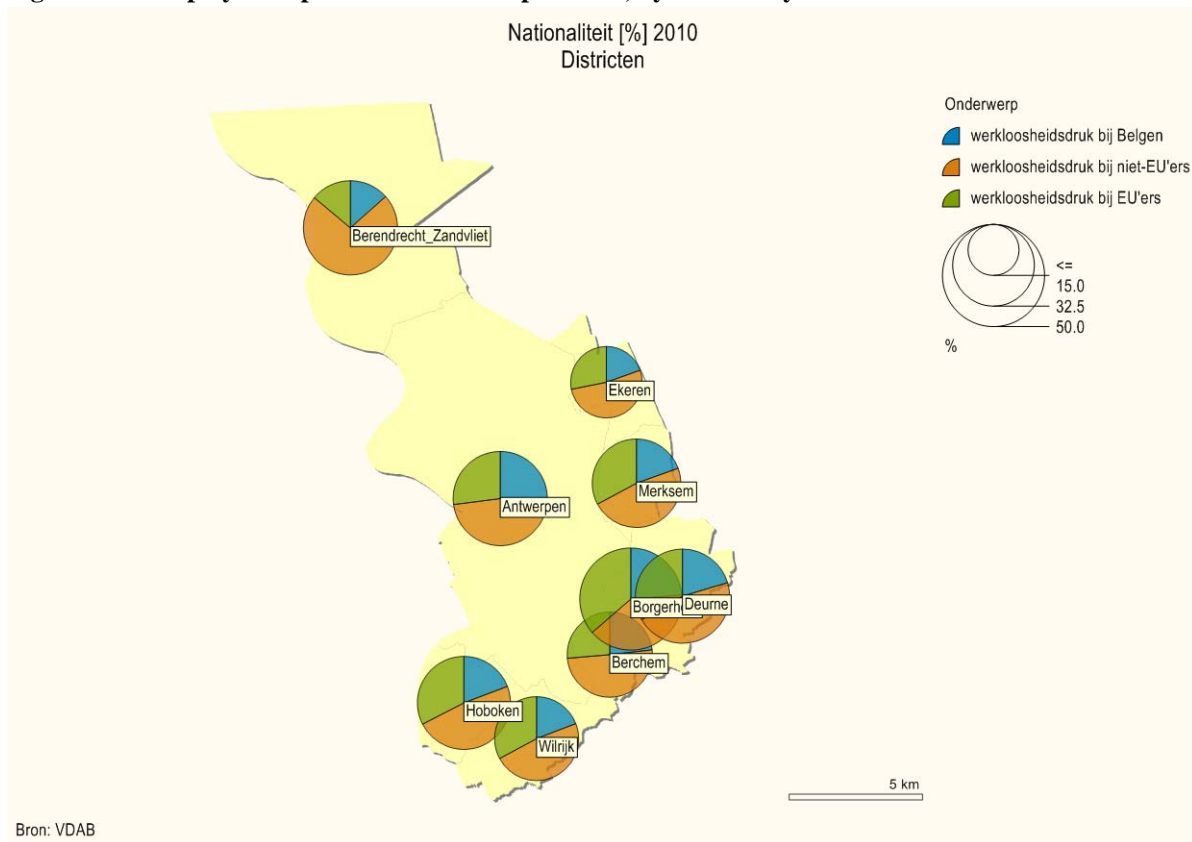 Nationaliteit [%] 2010
Districten
Onderwerp
werkloosheidsdruk bij Belgen
werkloosheidsdruk bij niet-EU'ers
werkloosheidsdruk bij EU'ers
<=
15.0
32.5
50.0
%
Berendrecht_Zandvliet
Ekeren
Merksem
Antwerpen
Deurne
Berchem
Hoboken
Wilrijk
5 km
Bron: VDAB